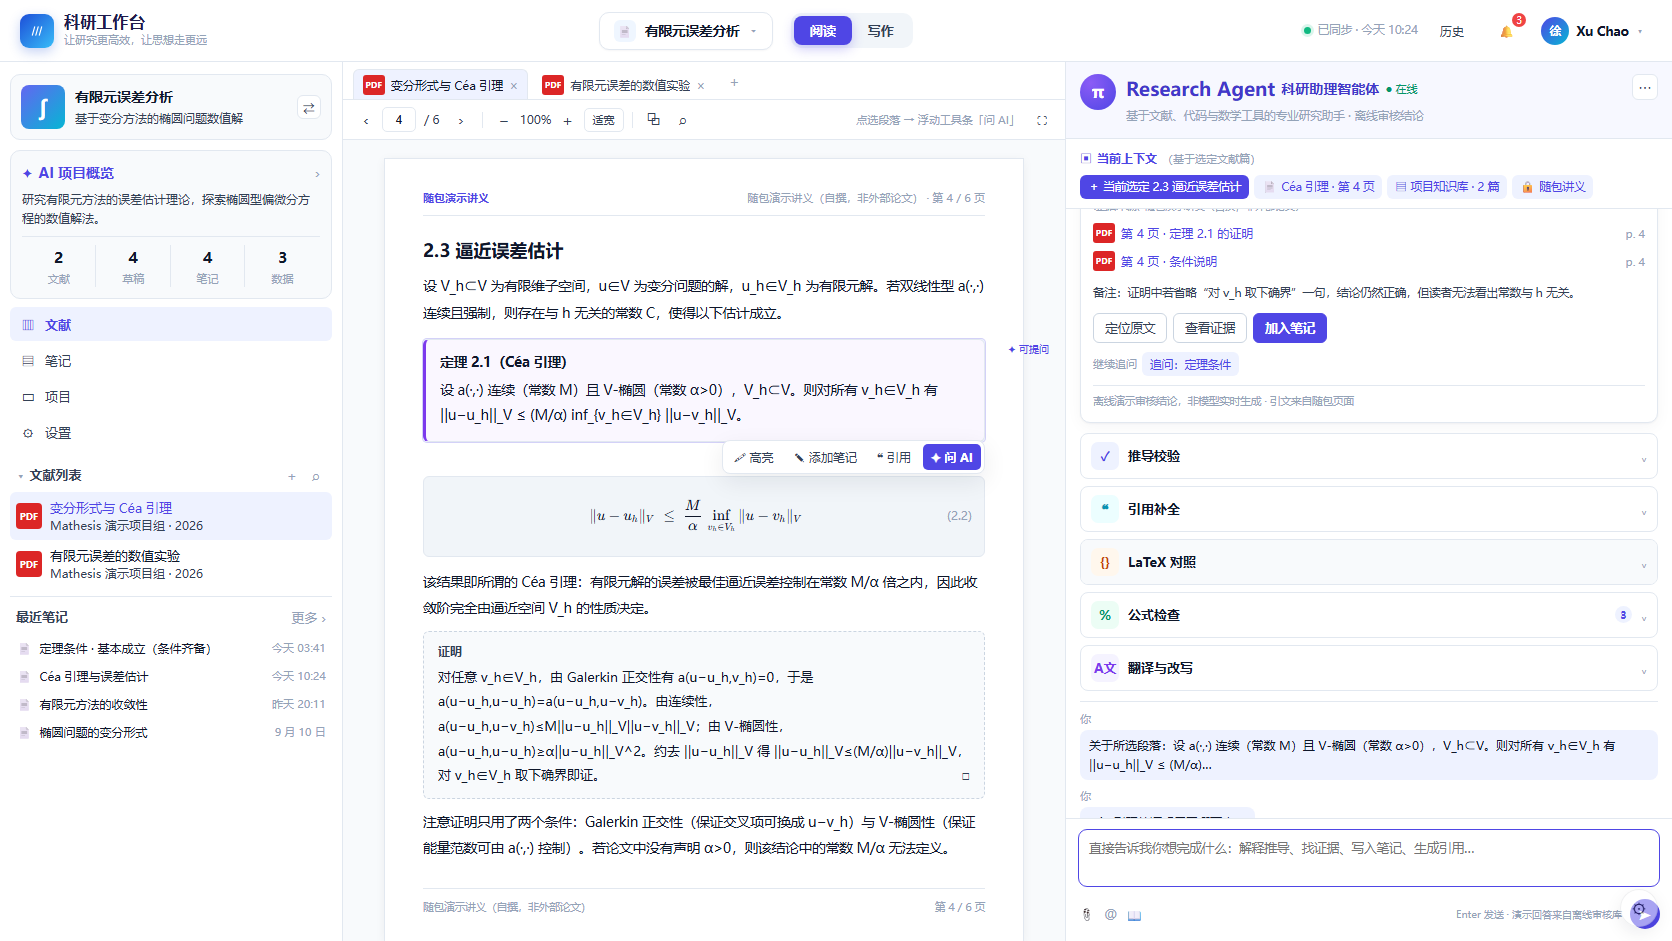 科研工作台
让研究更高效，让思想走更远
有限元误差分析
阅读
写作
已同步 · 今天 10:24
历史
3
徐
Xu Chao
有限元误差分析
基于变分方法的椭圆问题数值解
AI 项目概览
研究有限元方法的误差估计理论，探索椭圆型偏微分方
程的数值解法。
2 4 4 3
文献 草稿 笔记 数据
文献
笔记
项目
设置
文献列表
PDF
变分形式与 Céa 引理
Mathesis 演示项目组 · 2026
PDF
有限元误差的数值实验
Mathesis 演示项目组 · 2026
最近笔记
更多 ›
定理条件 · 基本成立（条件齐备） 今天 03:41
Céa 引理与误差估计 今天 10:24
有限元方法的收敛性 昨天 20:11
椭圆问题的变分形式 9 月 10 日
PDF 变分形式与 Céa 引理 ×
PDF 有限元误差的数值实验 ×
+
‹ 4 / 6 ›
− 100% +
适宽
点选段落 → 浮动工具条「问 AI」
随包演示讲义
随包演示讲义（自撰，非外部论文） · 第 4 / 6 页
2.3 逼近误差估计
设 V_h⊂V 为有限维子空间，u∈V 为变分问题的解，u_h∈V_h 为有限元解。若双线性型 a(·,·)
连续且强制，则存在与 h 无关的常数 C，使得以下估计成立。
定理 2.1（Céa 引理）
设 a(·,·) 连续（常数 M）且 V-椭圆（常数 α>0），V_h⊂V。则对所有 v_h∈V_h 有
||u−u_h||_V ≤ (M/α) inf_{v_h∈V_h} ||u−v_h||_V。
✦ 可提问
高亮
添加笔记
❝ 引用
✦ 问 AI
‖u − u_h‖_V ≤ M/α inf_{v_h∈V_h} ‖u − v_h‖_V (2.2)
该结果即所谓的 Céa 引理：有限元解的误差被最佳逼近误差控制在常数 M/α 倍之内，因此收
敛阶完全由逼近空间 V_h 的性质决定。
证明
对任意 v_h∈V_h，由 Galerkin 正交性有 a(u−u_h,v_h)=0，于是
a(u−u_h,u−u_h)=a(u−u_h,u−v_h)。由连续性，
a(u−u_h,u−v_h)≤M||u−u_h||_V||u−v_h||_V；由 V-椭圆性，
a(u−u_h,u−u_h)≥α||u−u_h||_V^2。约去 ||u−u_h||_V 得 ||u−u_h||_V≤(M/α)||u−v_h||_V，
对 v_h∈V_h 取下确界即证。 □
注意证明只用了两个条件：Galerkin 正交性（保证交叉项可换成 u−v_h）与 V-椭圆性（保证
能量范数可由 a(·,·) 控制）。若论文中没有声明 α>0，则该结论中的常数 M/α 无法定义。
随包演示讲义（自撰，非外部论文）
第 4 / 6 页
π
Research Agent 科研助理智能体 ● 在线
基于文献、代码与数学工具的专业研究助手 · 离线审核结论
当前上下文 （基于选定文献篇）
+ 当前选定 2.3 逼近误差估计
Céa 引理 · 第 4 页
项目知识库 · 2 篇
随包讲义
PDF 第 4 页 · 定理 2.1 的证明 p. 4
PDF 第 4 页 · 条件说明 p. 4
备注：证明中若省略“对 v_h 取下确界”一句，结论仍然正确，但读者无法看出常数与 h 无关。
定位原文
查看证据
加入笔记
继续追问
追问：定理条件
离线演示审核结论，非模型实时生成 · 引文来自随包页面
✓ 推导校验
❝ 引用补全
{} LaTeX 对照
% 公式检查 3
A文 翻译与改写
你
关于所选段落：设 a(·,·) 连续（常数 M）且 V-椭圆（常数 α>0），V_h⊂V。则对所有 v_h∈V_h 有
||u−u_h||_V ≤ (M/α)...
你
直接告诉我你想完成什么：解释推导、找证据、写入笔记、生成引用...
@
Enter 发送 · 演示回答来自离线审核库